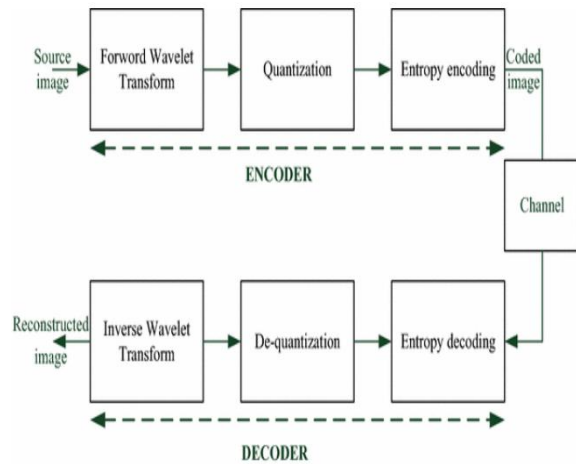 Source
image
Forword Wavelet
Transform
Quantization
Entropy encoding
Coded
image
ENCODER
Channel
Reconstructed
image
Inverse Wavelet
Transform
De-quantization
Entropy decoding
DECODER